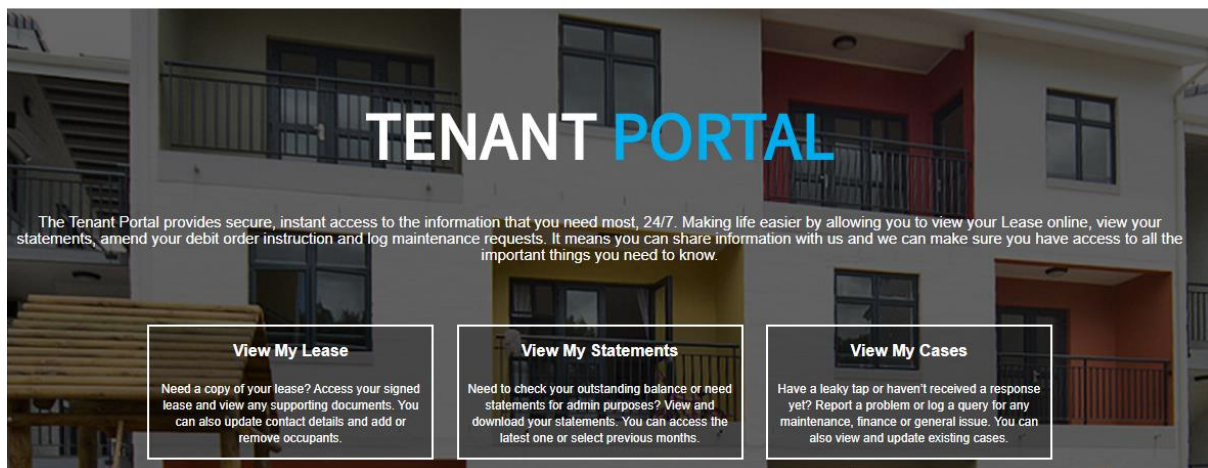 TENANT PORTAL
The Tenant Portal provides secure, instant access to the information that you need most, 24/7. Making life easier by allowing you to view your Lease online, view your
statements, amend your debit order instruction and log maintenance requests. It means you can share information with us and we can make sure you have access to all the
important things you need to know.
View My Lease
Need a copy of your lease? Access your signed
lease and view any supporting documents. You
can also update contact details and add or
remove occupants.
View My Statements
Need to check your outstanding balance or need
statements for admin purposes? View and
download your statements. You can access the
latest one or select previous months.
View My Cases
Have a leaky tap or haven't received a response
yet? Report a problem or log a query for any
maintenance, finance or general issue. You can
also view and update existing cases.